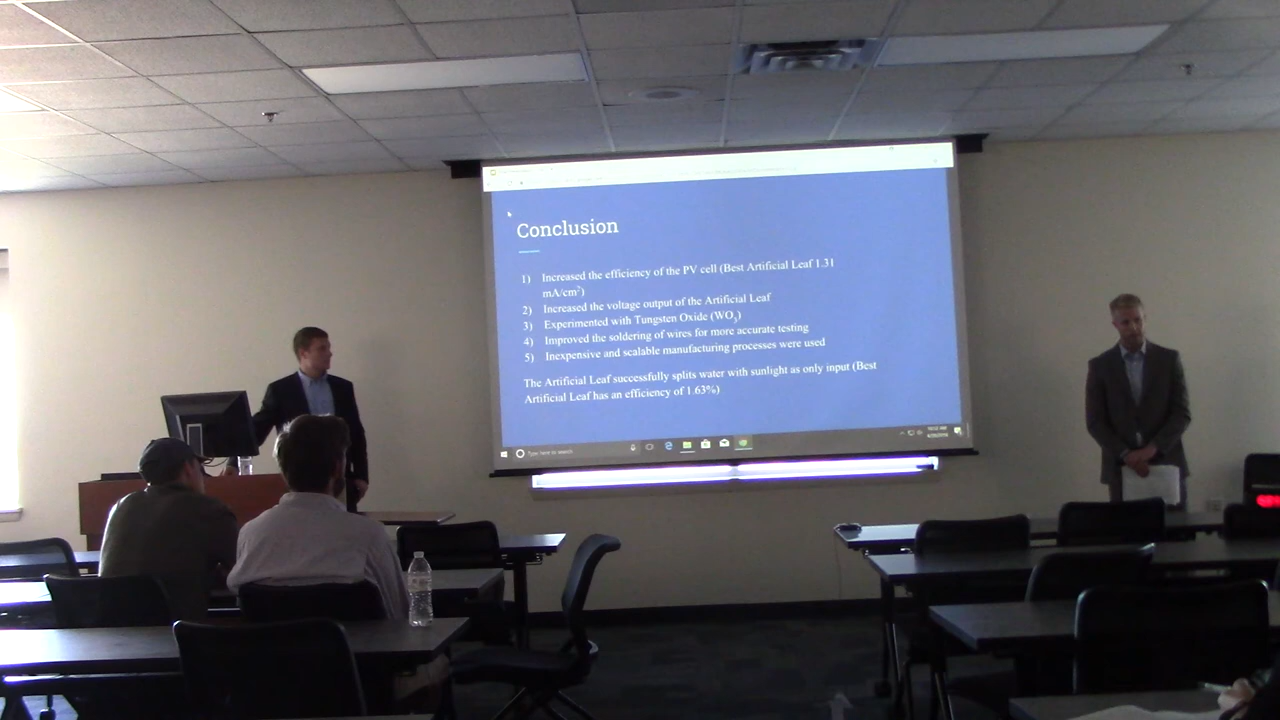 Conclusion
1) Increased the efficiency of the PV cell (Best Artificial Leaf 1.31
mA/cm²)
2) Increased the voltage output of the Artificial Leaf
3) Experimented with Tungsten Oxide (WO₃)
4) Improved the soldering of wires for more accurate testing
5) Inexpensive and scalable manufacturing processes were used
The Artificial Leaf successfully splits water with sunlight as only input (Best
Artificial Leaf has an efficiency of 1.63%)
Type here to search